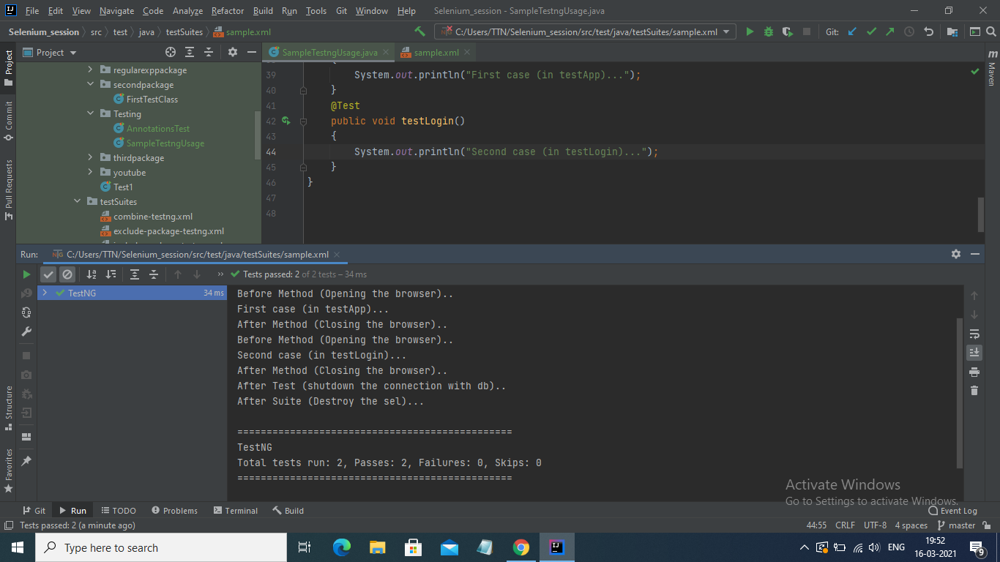 File Edit View Navigate Code Analyze Refactor Build Run Tools Git Window Help Selenium_session - SampleTestngUsage.java
Selenium_session src test java testSuites sample.xml C:/Users/TTN/Selenium_session/src/test/java/testSuites/sample.xml Git:
Project
SampleTestngUsage.java sample.xml
regularexppackage
secondpackage
FirstTestClass
Testing
AnnotationsTest
SampleTestngUsage
thirdpackage
youtube
Test1
testSuites
combine-testng.xml
exclude-package-testng.xml
{
39 System.out.println("First case (in testApp)...");
40 }
41 @Test
42 public void testLogin()
43 {
44 System.out.println("Second case (in testLogin)...");
45 }
46 }
47
48
Project
Commit
Pull Requests
Structure
Favorites
m Maven
Run: C:/Users/TTN/Selenium_session/src/test/java/testSuites/sample.xml
Tests passed: 2 of 2 tests – 34 ms
TestNG 34 ms
Before Method (Opening the browser)..
First case (in testApp)...
After Method (Closing the browser)..
Before Method (Opening the browser)..
Second case (in testLogin)...
After Method (Closing the browser)..
After Test (shutdown the connection with db)..
After Suite (Destroy the sel)...
===============================================
TestNG
Total tests run: 2, Passes: 2, Failures: 0, Skips: 0
===============================================
Activate Windows
Go to Settings to activate Windows.
Git Run TODO Problems Terminal Build Event Log
Tests passed: 2 (a minute ago) 44:55 CRLF UTF-8 4 spaces master
Type here to search
ENG
19:52
16-03-2021
9